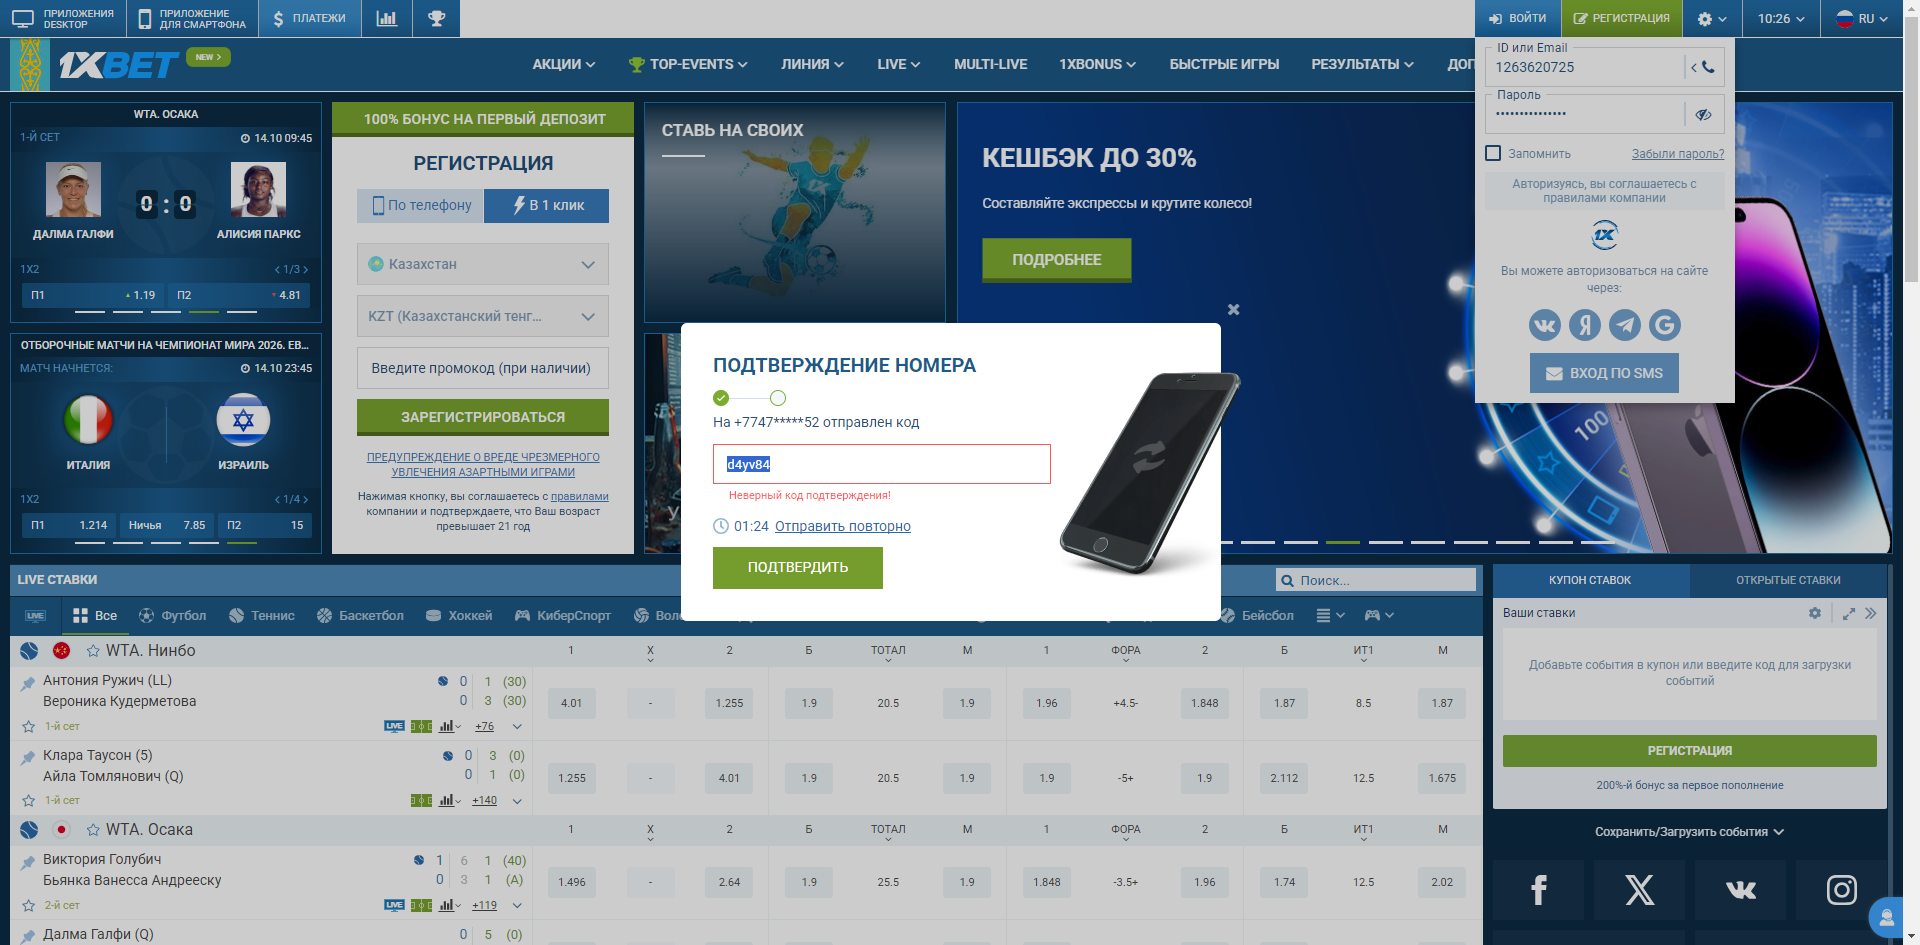 ПРИЛОЖЕНИЯ DESKTOP
ПРИЛОЖЕНИЕ ДЛЯ СМАРТФОНА
ПЛАТЕЖИ
ВОЙТИ
РЕГИСТРАЦИЯ
10:26
RU
1XBET
NEW
АКЦИИ
TOP-EVENTS
ЛИНИЯ
LIVE
MULTI-LIVE
1XBONUS
БЫСТРЫЕ ИГРЫ
РЕЗУЛЬТАТЫ
ID или Email
1263620725
Пароль
Запомнить
Забыли пароль?
Авторизуясь, вы соглашаетесь с
правилами компании
1X
Вы можете авторизоваться на сайте
через:
ВХОД ПО SMS
WTA. ОСАКА
1-Й СЕТ
14.10 09:45
0 : 0
ДАЛМА ГАЛФИ
АЛИСИЯ ПАРКС
1X2
1/3
П1 1.19
П2 4.81
ОТБОРОЧНЫЕ МАТЧИ НА ЧЕМПИОНАТ МИРА 2026. ЕВ...
МАТЧ НАЧНЕТСЯ:
14.10 23:45
ИТАЛИЯ
ИЗРАИЛЬ
1X2
1/4
П1 1.214
Ничья 7.85
П2 15
100% БОНУС НА ПЕРВЫЙ ДЕПОЗИТ
РЕГИСТРАЦИЯ
По телефону
В 1 клик
Казахстан
KZT (Казахстанский тенг...
Введите промокод (при наличии)
ЗАРЕГИСТРИРОВАТЬСЯ
ПРЕДУПРЕЖДЕНИЕ О ВРЕДЕ ЧРЕЗМЕРНОГО
УВЛЕЧЕНИЯ АЗАРТНЫМИ ИГРАМИ
Нажимая кнопку, вы соглашаетесь с правилами
компании и подтверждаете, что Ваш возраст
превышает 21 год
СТАВЬ НА СВОИХ
КЕШБЭК ДО 30%
Составляйте экспрессы и крутите колесо!
ПОДРОБНЕЕ
100
ПОДТВЕРЖДЕНИЕ НОМЕРА
На +7747*****52 отправлен код
d4yv84
Неверный код подтверждения!
01:24 Отправить повторно
ПОДТВЕРДИТЬ
LIVE СТАВКИ
Поиск...
LIVE
Все
Футбол
Теннис
Баскетбол
Хоккей
КиберСпорт
Бейсбол
WTA. Нинбо
1 X 2 Б ТОТАЛ М 1 ФОРА 2 Б ИТ1 М
Антония Ружич (LL) 0 1 (30)
Вероника Кудерметова 0 3 (30)
4.01 - 1.255 1.9 20.5 1.9 1.96 +4.5- 1.848 1.87 8.5 1.87
1-й сет LIVE +76
Клара Таусон (5) 0 3 (0)
Айла Томлянович (Q) 0 1 (0)
1.255 - 4.01 1.9 20.5 1.9 1.9 -5+ 1.9 2.112 12.5 1.675
1-й сет +140
WTA. Осака
1 X 2 Б ТОТАЛ М 1 ФОРА 2 Б ИТ1 М
Виктория Голубич 1 6 1 (40)
Бьянка Ванесса Андрееску 0 3 1 (A)
1.496 - 2.64 1.9 25.5 1.9 1.848 -3.5+ 1.96 1.74 12.5 2.02
2-й сет LIVE +119
Далма Галфи (Q) 0 5 (0)
КУПОН СТАВОК
ОТКРЫТЫЕ СТАВКИ
Ваши ставки
Добавьте события в купон или введите код для загрузки
событий
РЕГИСТРАЦИЯ
200%-й бонус за первое пополнение
Сохранить/Загрузить события